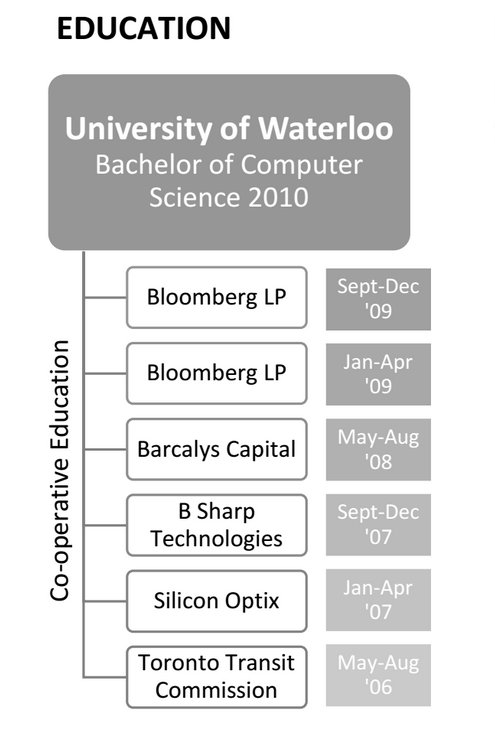 EDUCATION
University of Waterloo
Bachelor of Computer
Science 2010
Co-operative Education
Bloomberg LP
Sept-Dec
'09
Bloomberg LP
Jan-Apr
'09
Barcalys Capital
May-Aug
'08
B Sharp
Technologies
Sept-Dec
'07
Silicon Optix
Jan-Apr
'07
Toronto Transit
Commission
May-Aug
'06